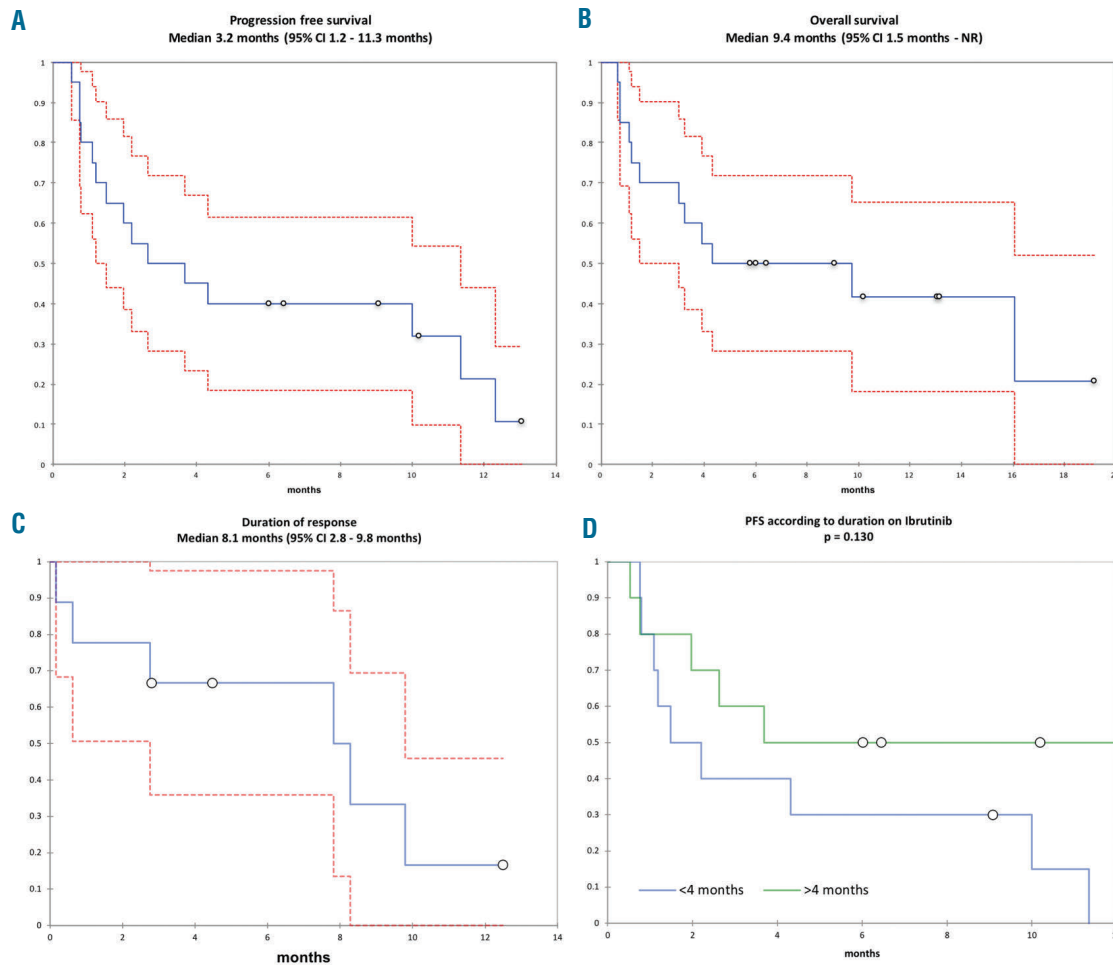 A
Progression free survival
Median 3.2 months (95% CI 1.2 - 11.3 months)
1
0.9
0.8
0.7
0.6
0.5
0.4
0.3
0.2
0.1
0
0 2 4 6 8 10 12 14
months
B
Overall survival
Median 9.4 months (95% CI 1.5 months - NR)
1
0.9
0.8
0.7
0.6
0.5
0.4
0.3
0.2
0.1
0
0 2 4 6 8 10 12 14 16 18
months
C
Duration of response
Median 8.1 months (95% CI 2.8 - 9.8 months)
1
0.9
0.8
0.7
0.6
0.5
0.4
0.3
0.2
0.1
0
0 2 4 6 8 10 12 14
months
D
PFS according to duration on Ibrutinib
p = 0.130
1
0.9
0.8
0.7
0.6
0.5
0.4
0.3
0.2
0.1
0
<4 months >4 months
0 2 4 6 8 10
months